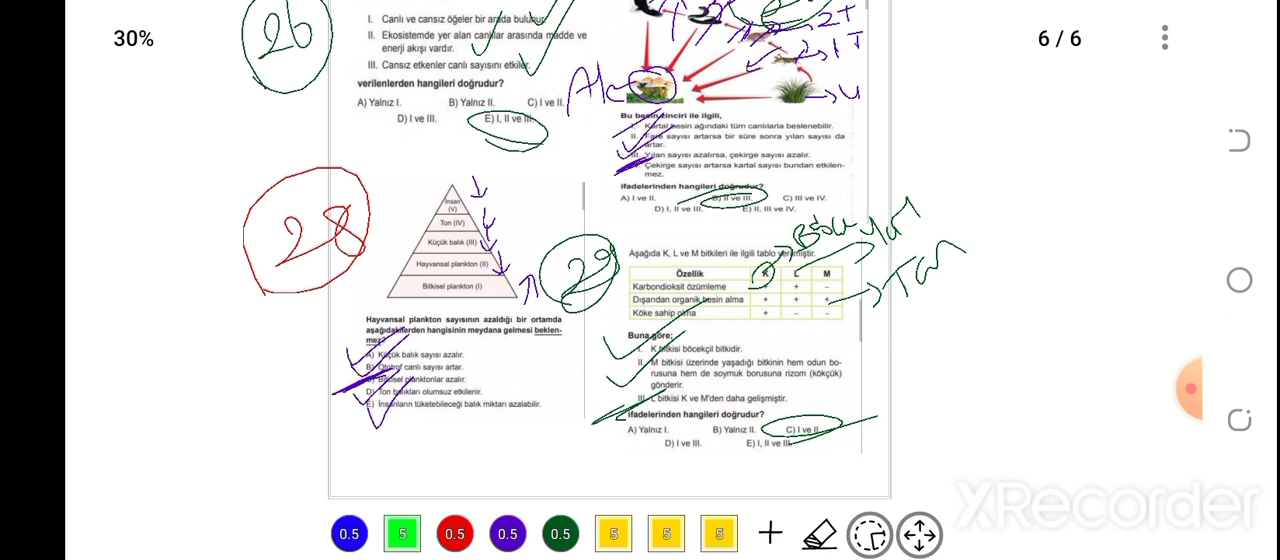 30%
6 / 6
26
I. Canlı ve cansız öğeler bir arada bulunur.
II. Ekosistemde yer alan canlılar arasında madde ve
enerji akışı vardır.
III. Cansız etkenler canlı sayısını etkiler.
verilenlerden hangileri doğrudur?
A) Yalnız I. B) Yalnız II. C) I ve II.
D) I ve III. E) I, II ve III.
28
İnsan
(V)
Ton (IV)
Küçük balık (III)
Hayvansal plankton (II)
Bitkisel plankton (I)
Hayvansal plankton sayısının azaldığı bir ortamda
aşağıdakilerden hangisinin meydana gelmesi beklen-
mez?
A) Küçük balık sayısı azalır.
B) Ototrof canlı sayısı artar.
C) Bitkisel planktonlar azalır.
D) Ton balıkları olumsuz etkilenir.
E) İnsanların tüketebileceği balık miktarı azalabilir.
2T
1T
Bu besin zinciri ile ilgili,
I. Kartal besin ağındaki tüm canlılarla beslenebilir.
II. Fare sayısı artarsa bir süre sonra yılan sayısı da
artar.
III. Yılan sayısı azalırsa, çekirge sayısı azalır.
Çekirge sayısı artarsa kartal sayısı bundan etkilen-
mez.
ifadelerinden hangileri doğrudur?
A) I ve II. B) II ve III. C) III ve IV.
D) I, II ve III. E) II, III ve IV.
29
Aşağıda K, L ve M bitkileri ile ilgili tablo verilmiştir.
Özellik K L M
Karbondioksit özümleme + + –
Dışarıdan organik besin alma + + +
Köke sahip olma + – –
Buna göre;
I. K bitkisi böcekçil bitkidir.
II. M bitkisi üzerinde yaşadığı bitkinin hem odun bo-
rusuna hem de soymuk borusuna rizom (kökçük)
gönderir.
III. L bitkisi K ve M'den daha gelişmiştir.
ifadelerinden hangileri doğrudur?
A) Yalnız I. B) Yalnız II. C) I ve II.
D) I ve III. E) I, II ve III.
XRecorder
0.5 5 0.5 0.5 0.5 5 5 5